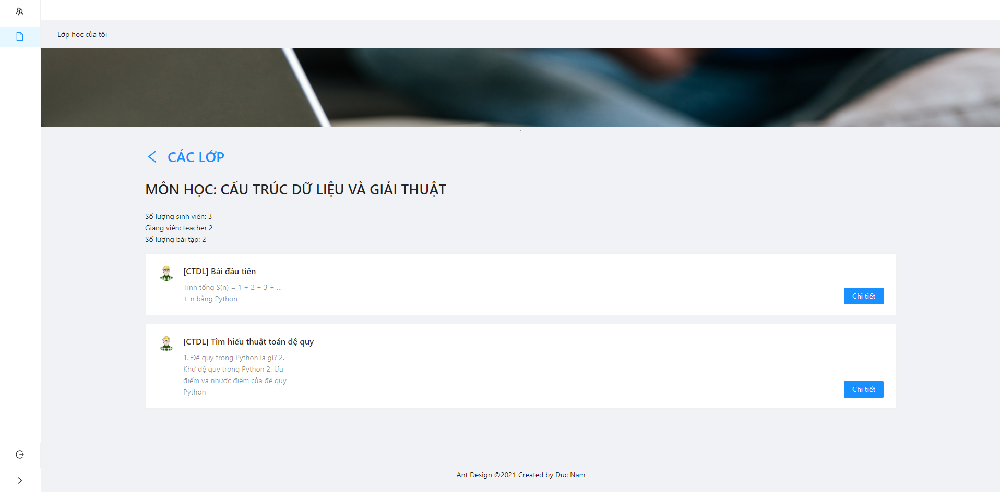 Lớp học của tôi
CÁC LỚP
MÔN HỌC: CẤU TRÚC DỮ LIỆU VÀ GIẢI THUẬT
Số lượng sinh viên: 3
Giảng viên: teacher 2
Số lượng bài tập: 2
[CTDL] Bài đầu tiên
Tính tổng S(n) = 1 + 2 + 3 + ...
+ n bằng Python
Chi tiết
[CTDL] Tìm hiểu thuật toán đệ quy
1. Đệ quy trong Python là gì? 2.
Khử đệ quy trong Python 2. Ưu
điểm và nhược điểm của đệ quy
Python
Chi tiết
Ant Design ©2021 Created by Duc Nam